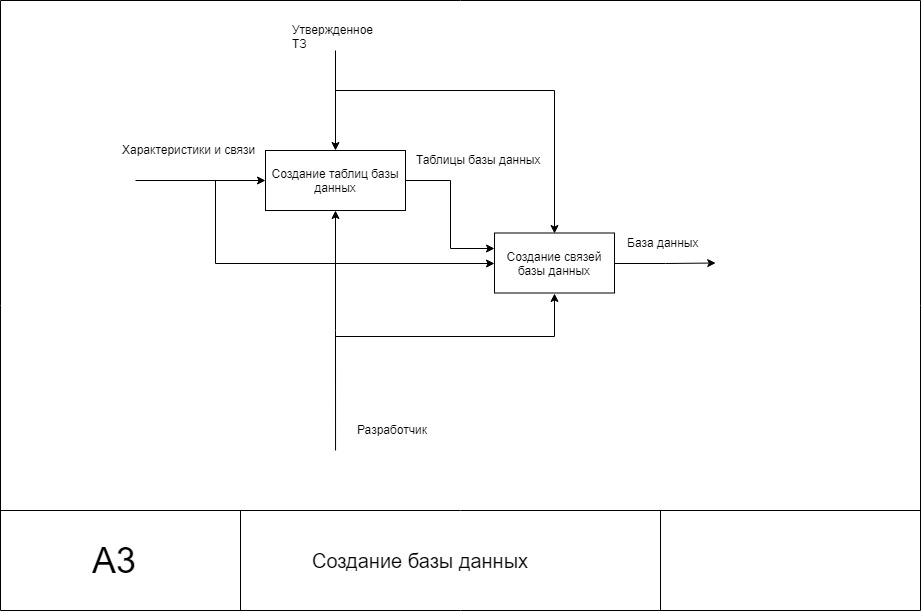 Утвержденное
ТЗ
Характеристики и связи
Создание таблиц базы
данных
Таблицы базы данных
Создание связей
базы данных
База данных
Разработчик
А3
Создание базы данных